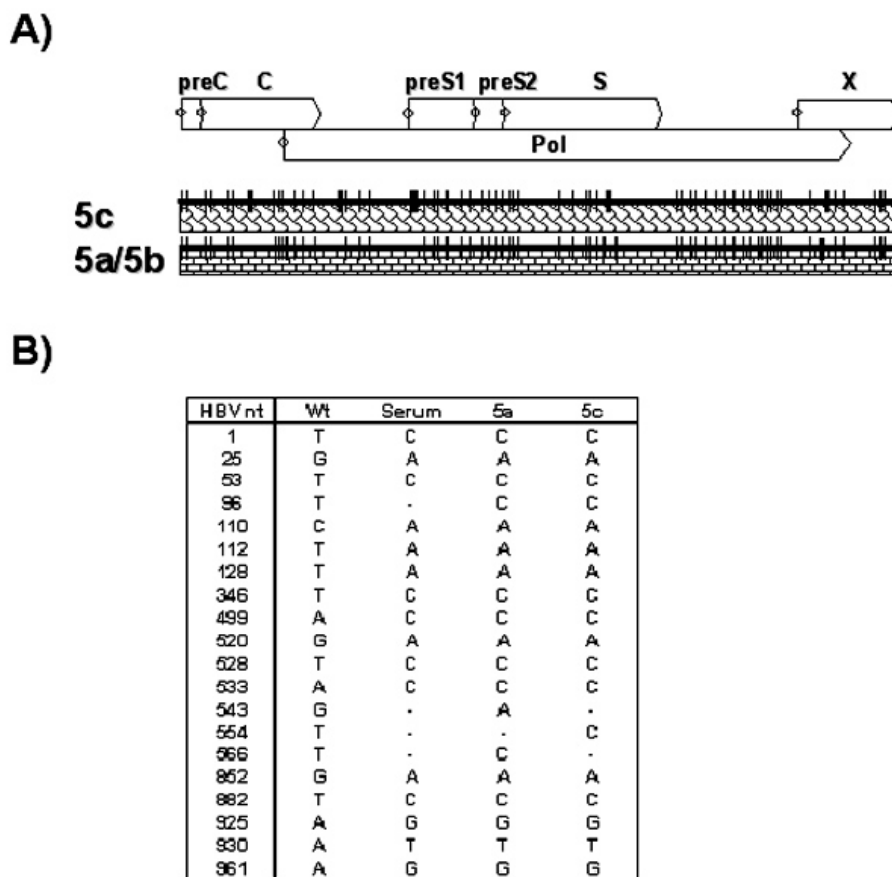 A)
preC C preS1 preS2 S X
Pol
5c
5a/5b
B)
HBV nt Wt Serum 5a 5c
1 T C C C
25 G A A A
53 T C C C
96 T - C C
110 C A A A
112 T A A A
128 T A A A
346 T C C C
499 A C C C
520 G A A A
528 T C C C
533 A C C C
543 G - A -
554 T - - C
566 T - C -
852 G A A A
882 T C C C
925 A G G G
930 A T T T
961 A G G G